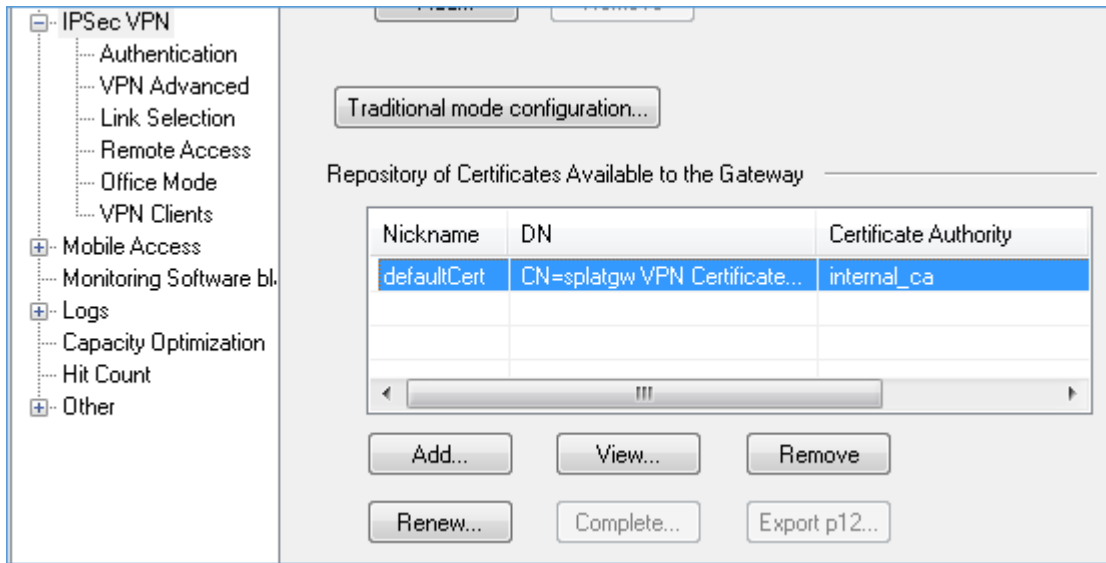 IPSec VPN
Authentication
VPN Advanced
Link Selection
Remote Access
Office Mode
VPN Clients
Mobile Access
Monitoring Software bl
Logs
Capacity Optimization
Hit Count
Other
Traditional mode configuration...
Repository of Certificates Available to the Gateway
Nickname DN Certificate Authority
defaultCert CN=splatgw VPN Certificate... internal_ca
Add... View... Remove
Renew... Complete... Export p12...